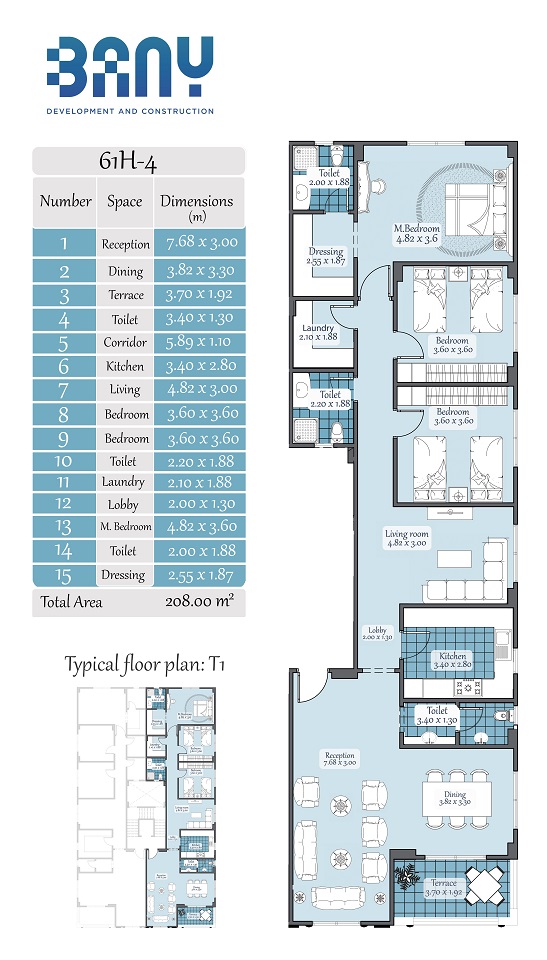 BANY
DEVELOPMENT AND CONSTRUCTION
61H-4
Number Space Dimensions (m)
1 Reception 7.68 x 3.00
2 Dining 3.82 x 3.30
3 Terrace 3.70 x 1.92
4 Toilet 3.40 x 1.30
5 Corridor 5.89 x 1.10
6 Kitchen 3.40 x 2.80
7 Living 4.82 x 3.00
8 Bedroom 3.60 x 3.60
9 Bedroom 3.60 x 3.60
10 Toilet 2.20 x 1.88
11 Laundry 2.10 x 1.88
12 Lobby 2.00 x 1.30
13 M. Bedroom 4.82 x 3.60
14 Toilet 2.00 x 1.88
15 Dressing 2.55 x 1.87
Total Area 208.00 m²
Typical floor plan: T1
Toilet
2.00 x 1.88
M.Bedroom
4.82 x 3.6
Dressing
2.55 x 1.87
Laundry
2.10 x 1.88
Bedroom
3.60 x 3.60
Toilet
2.20 x 1.88
Bedroom
3.60 x 3.60
Living room
4.82 x 3.00
Lobby
2.00 x 1.30
Kitchen
3.40 x 2.80
Toilet
3.40 x 1.30
Reception
7.68 x 3.00
Dining
3.82 x 3.30
Terrace
3.70 x 1.92